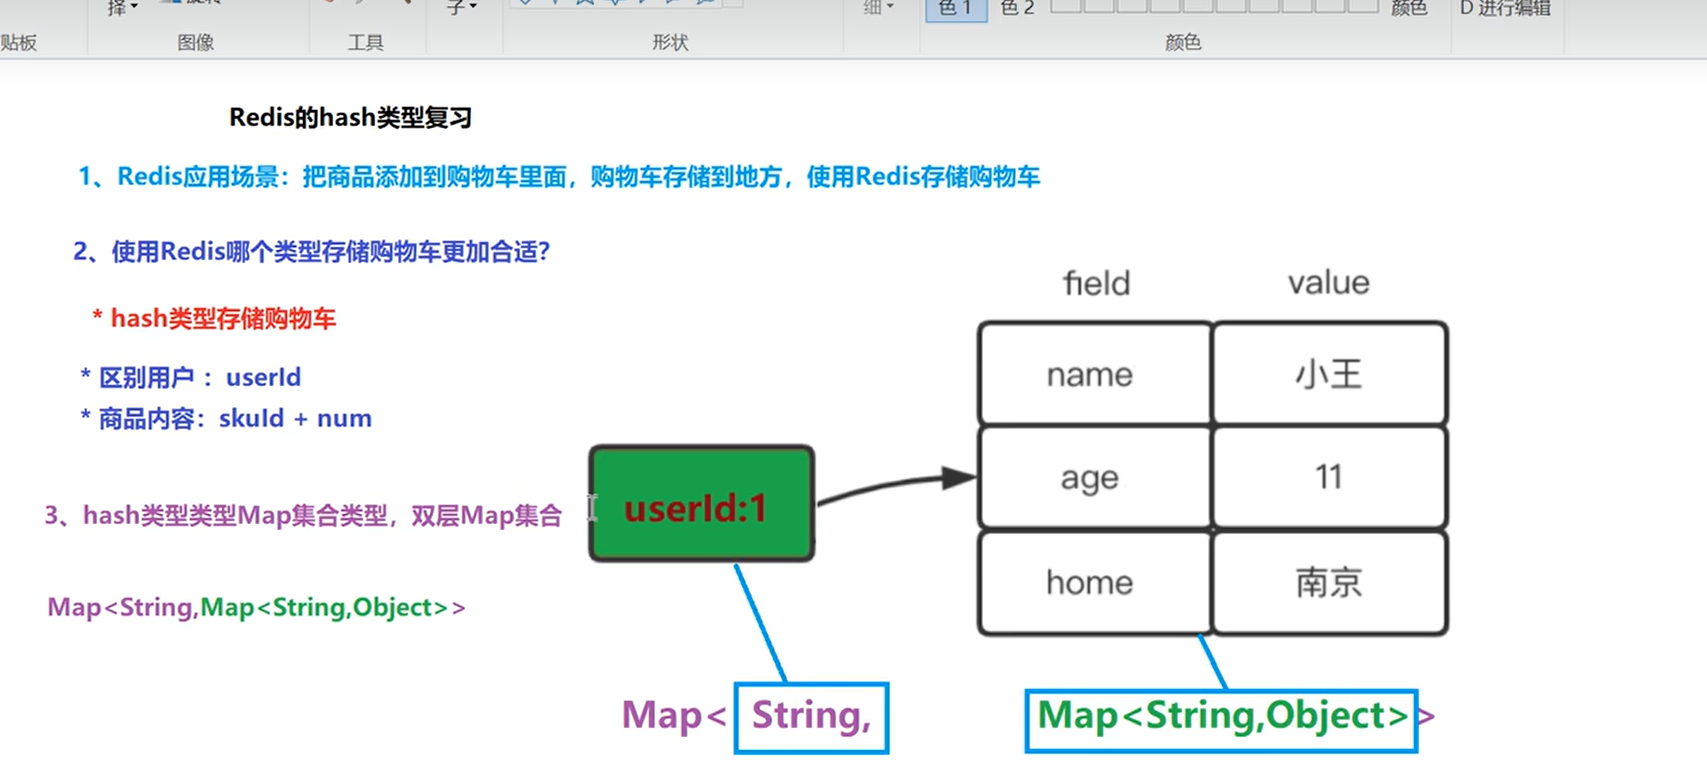 择
字
细
色 1 色 2
颜色
D 进行编辑
贴板
图像
工具
形状
颜色
Redis的hash类型复习
1、Redis应用场景：把商品添加到购物车里面，购物车存储到地方，使用Redis存储购物车
2、使用Redis哪个类型存储购物车更加合适？
* hash类型存储购物车
* 区别用户 ： userId
* 商品内容：skuId + num
3、hash类型类型Map集合类型，双层Map集合
Map<String,Map<String,Object>>
userId:1
field value
name 小王
age 11
home 南京
Map< String, Map<String,Object> >